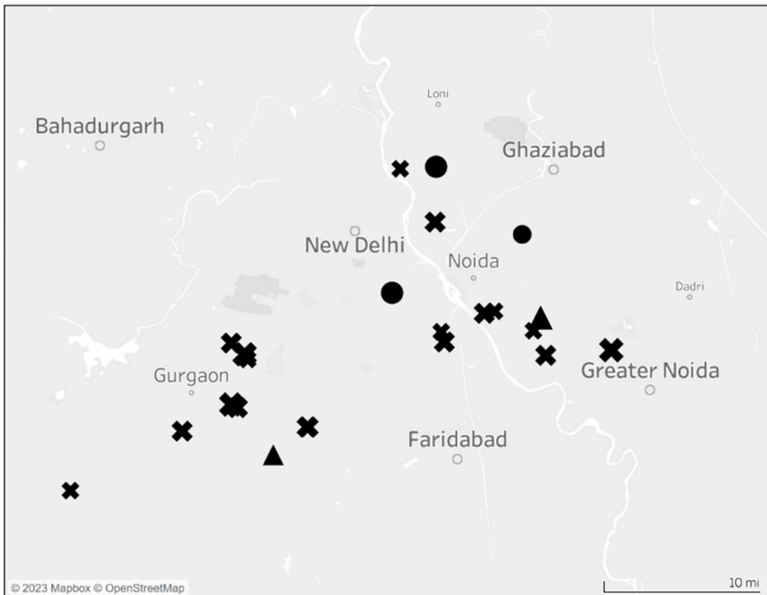 Loni
Bahadurgarh
Ghaziabad
New Delhi
Noida
Dadri
Gurgaon
Greater Noida
Faridabad
© 2023 Mapbox © OpenStreetMap
10 mi